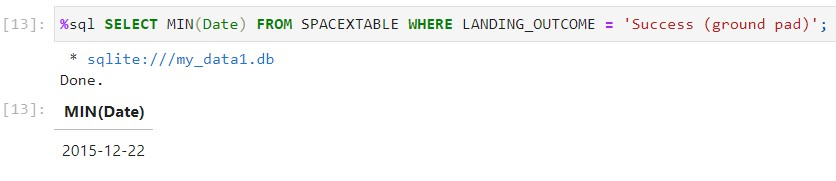 [13]: %sql SELECT MIN(Date) FROM SPACEXTABLE WHERE LANDING_OUTCOME = 'Success (ground pad)';
* sqlite:///my_data1.db
Done.
[13]: MIN(Date)
2015-12-22